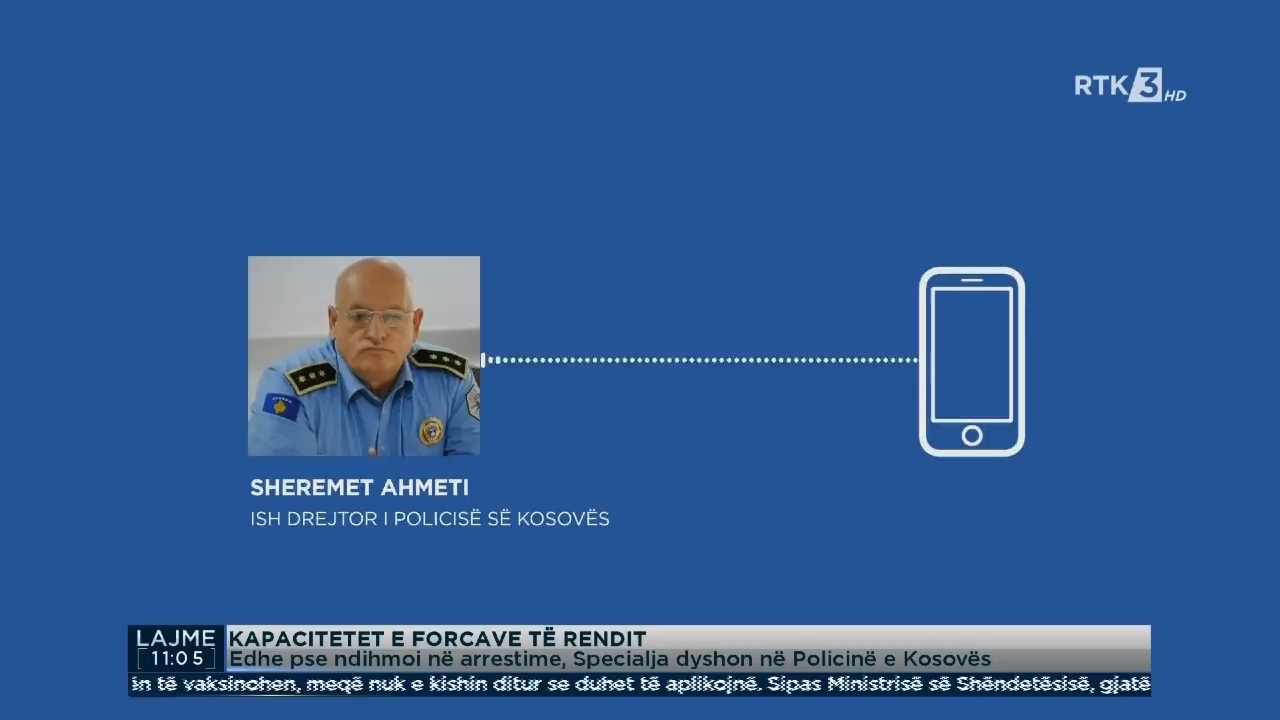 RTK 3 HD
SHEREMET AHMETI
ISH DREJTOR I POLICISË SË KOSOVËS
LAJME
11:05
KAPACITETET E FORCAVE TË RENDIT
Edhe pse ndihmoi në arrestime, Specialja dyshon në Policinë e Kosovës
in të vaksinohen, meqë nuk e kishin ditur se duhet të aplikojnë. Sipas Ministrisë së Shëndetësisë, gjatë